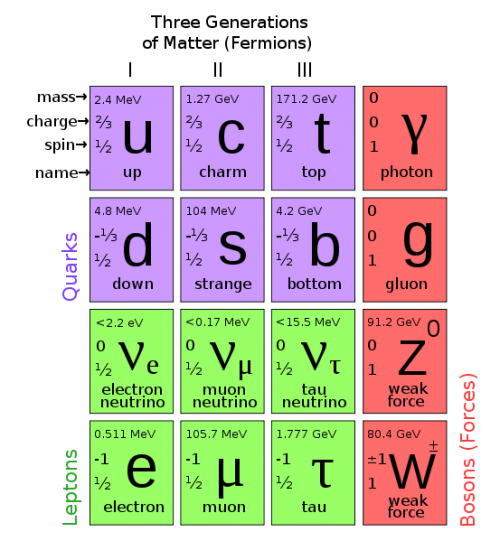 Three Generations
of Matter (Fermions)
I II III
mass→
charge→
spin→
name→
2.4 MeV
⅔
½
u
up
1.27 GeV
⅔
½
c
charm
171.2 GeV
⅔
½
t
top
0
0
1
γ
photon
Quarks
4.8 MeV
-⅓
½
d
down
104 MeV
-⅓
½
s
strange
4.2 GeV
-⅓
½
b
bottom
0
0
1
g
gluon
<2.2 eV
0
½
νe
electron
neutrino
<0.17 MeV
0
½
νμ
muon
neutrino
<15.5 MeV
0
½
ντ
tau
neutrino
91.2 GeV
0
1
Z0
weak
force
Leptons
0.511 MeV
-1
½
e
electron
105.7 MeV
-1
½
μ
muon
1.777 GeV
-1
½
τ
tau
80.4 GeV
±1
1
W±
weak
force
Bosons (Forces)